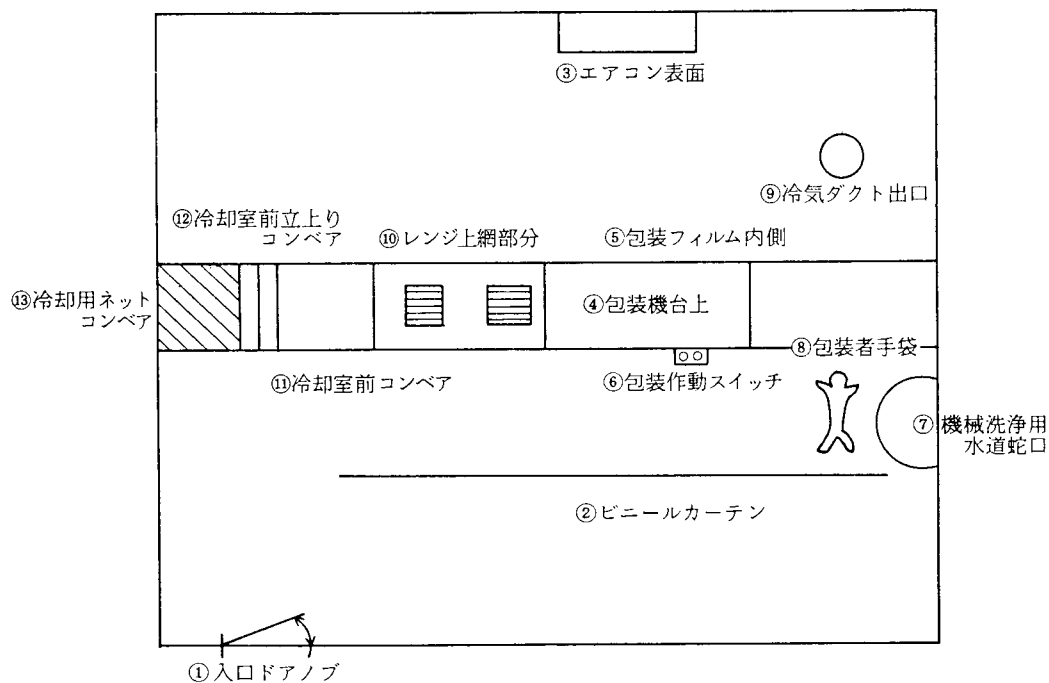 ③エアコン表面
⑨冷気ダクト出口
⑫冷却室前立上り
コンベア
⑩レンジ上網部分
⑤包装フィルム内側
⑬冷却用ネット
コンベア
④包装機台上
⑧包装者手袋
⑪冷却室前コンベア
⑥包装作動スイッチ
⑦機械洗浄用
水道蛇口
②ビニールカーテン
①入口ドアノブ